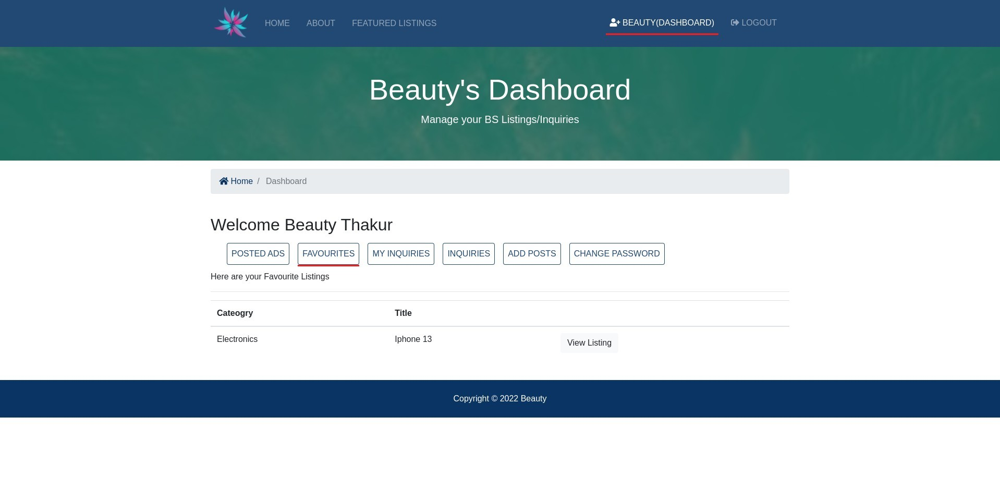 HOME ABOUT FEATURED LISTINGS BEAUTY(DASHBOARD) LOGOUT
Beauty's Dashboard
Manage your BS Listings/Inquiries
Home / Dashboard
Welcome Beauty Thakur
POSTED ADS FAVOURITES MY INQUIRIES INQUIRIES ADD POSTS CHANGE PASSWORD
Here are your Favourite Listings
Cateogry Title
Electronics Iphone 13 View Listing
Copyright © 2022 Beauty